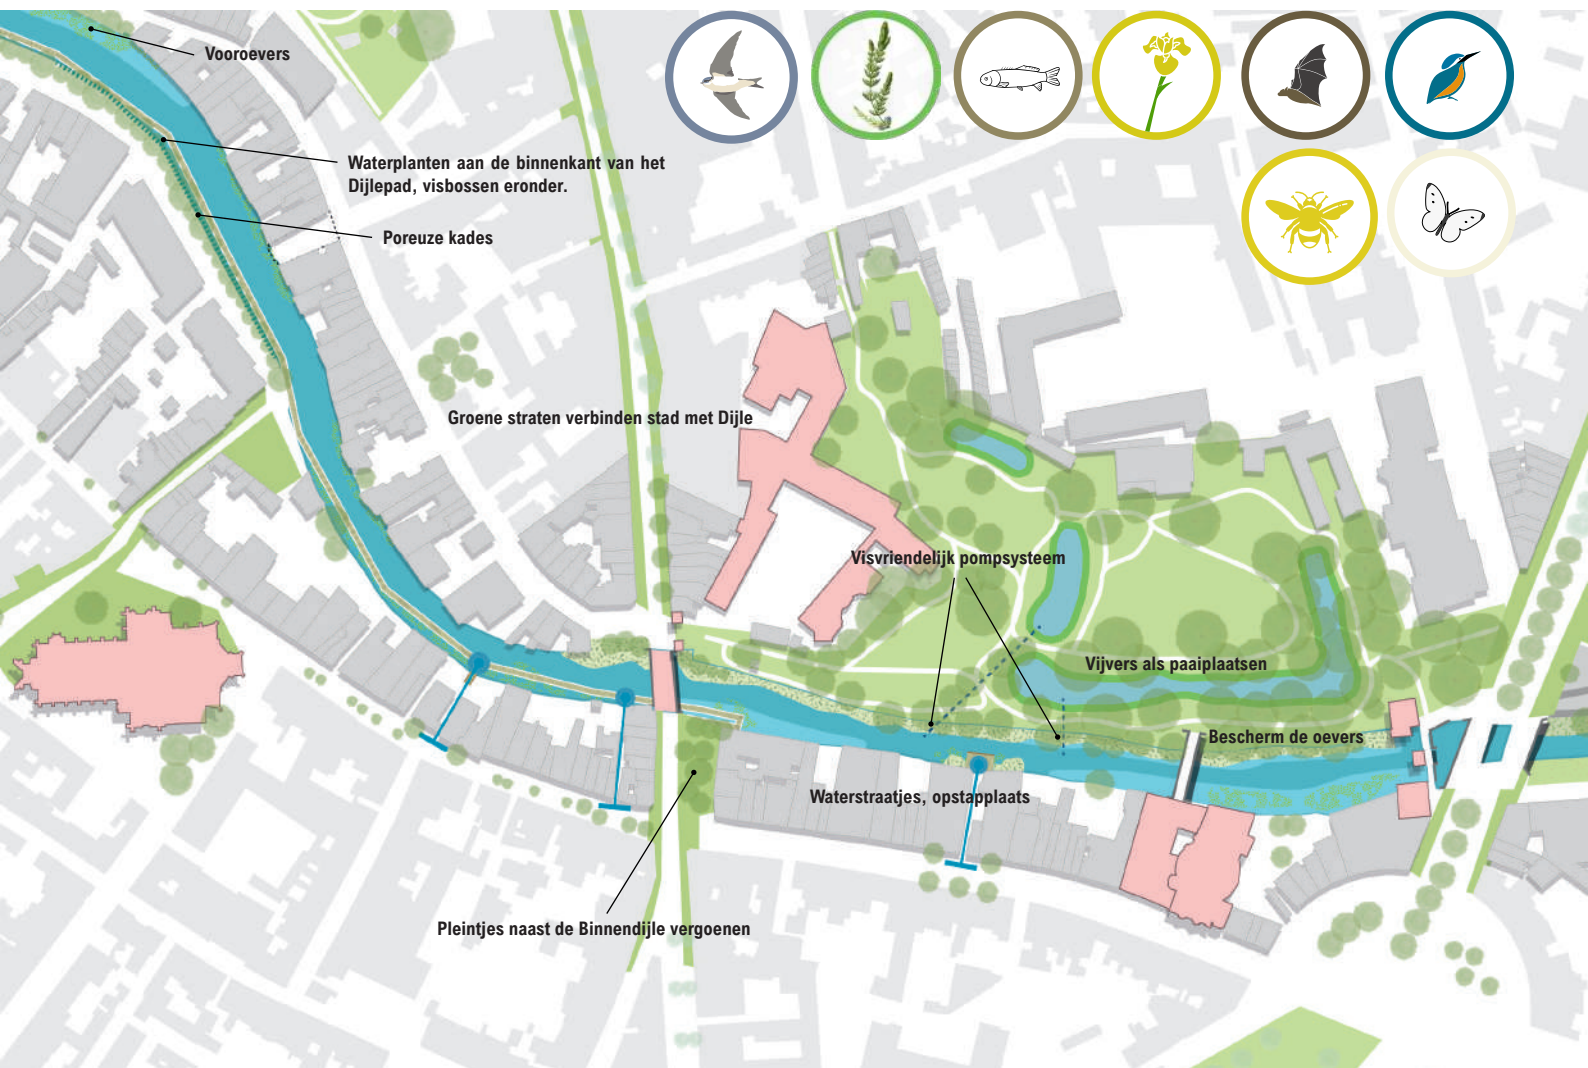 Vooroevers
Waterplanten aan de binnenkant van het
Dijlepad, visbossen eronder.
Poreuze kades
Groene straten verbinden stad met Dijle
Visvriendelijk pompsysteem
Vijvers als paaiplaatsen
Bescherm de oevers
Waterstraatjes, opstapplaats
Pleintjes naast de Binnendijle vergoenen